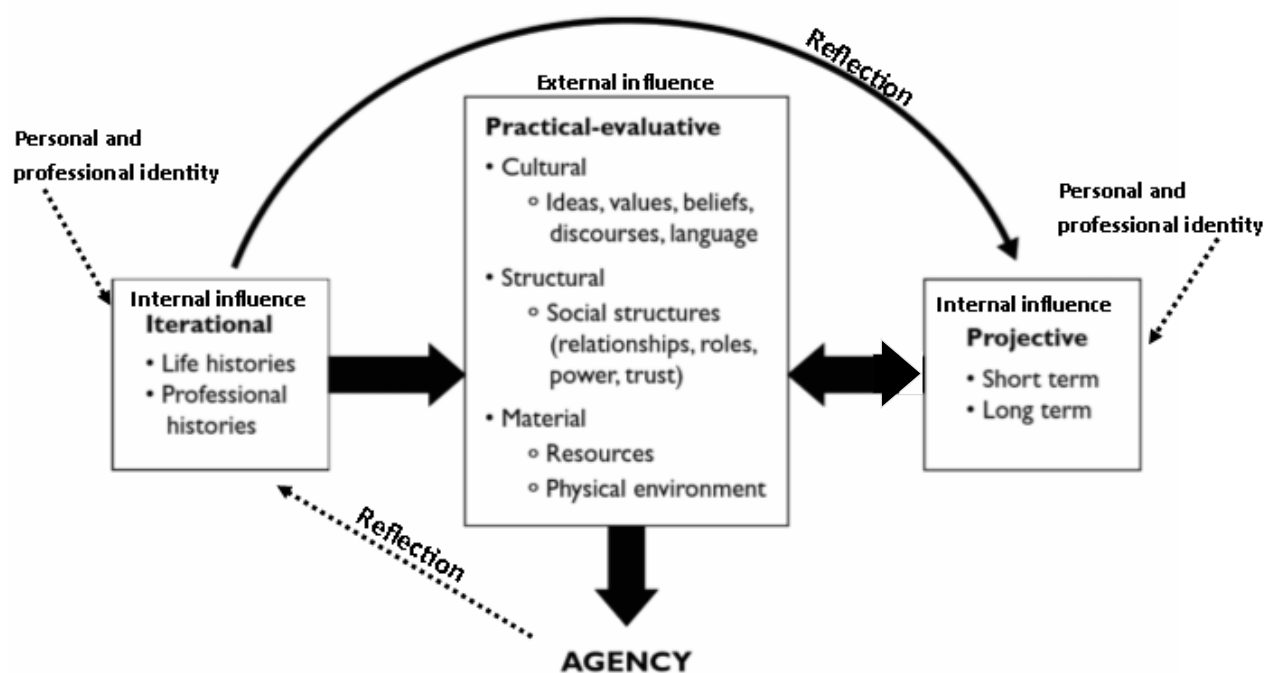 Reflection
External influence
Personal and
professional identity
Practical-evaluative
• Cultural
Ideas, values, beliefs,
discourses, language
• Structural
Social structures
(relationships, roles,
power, trust)
• Material
Resources
Physical environment
Internal influence
Iterational
• Life histories
• Professional
histories
Personal and
professional identity
Internal influence
Projective
• Short term
• Long term
Reflection
AGENCY